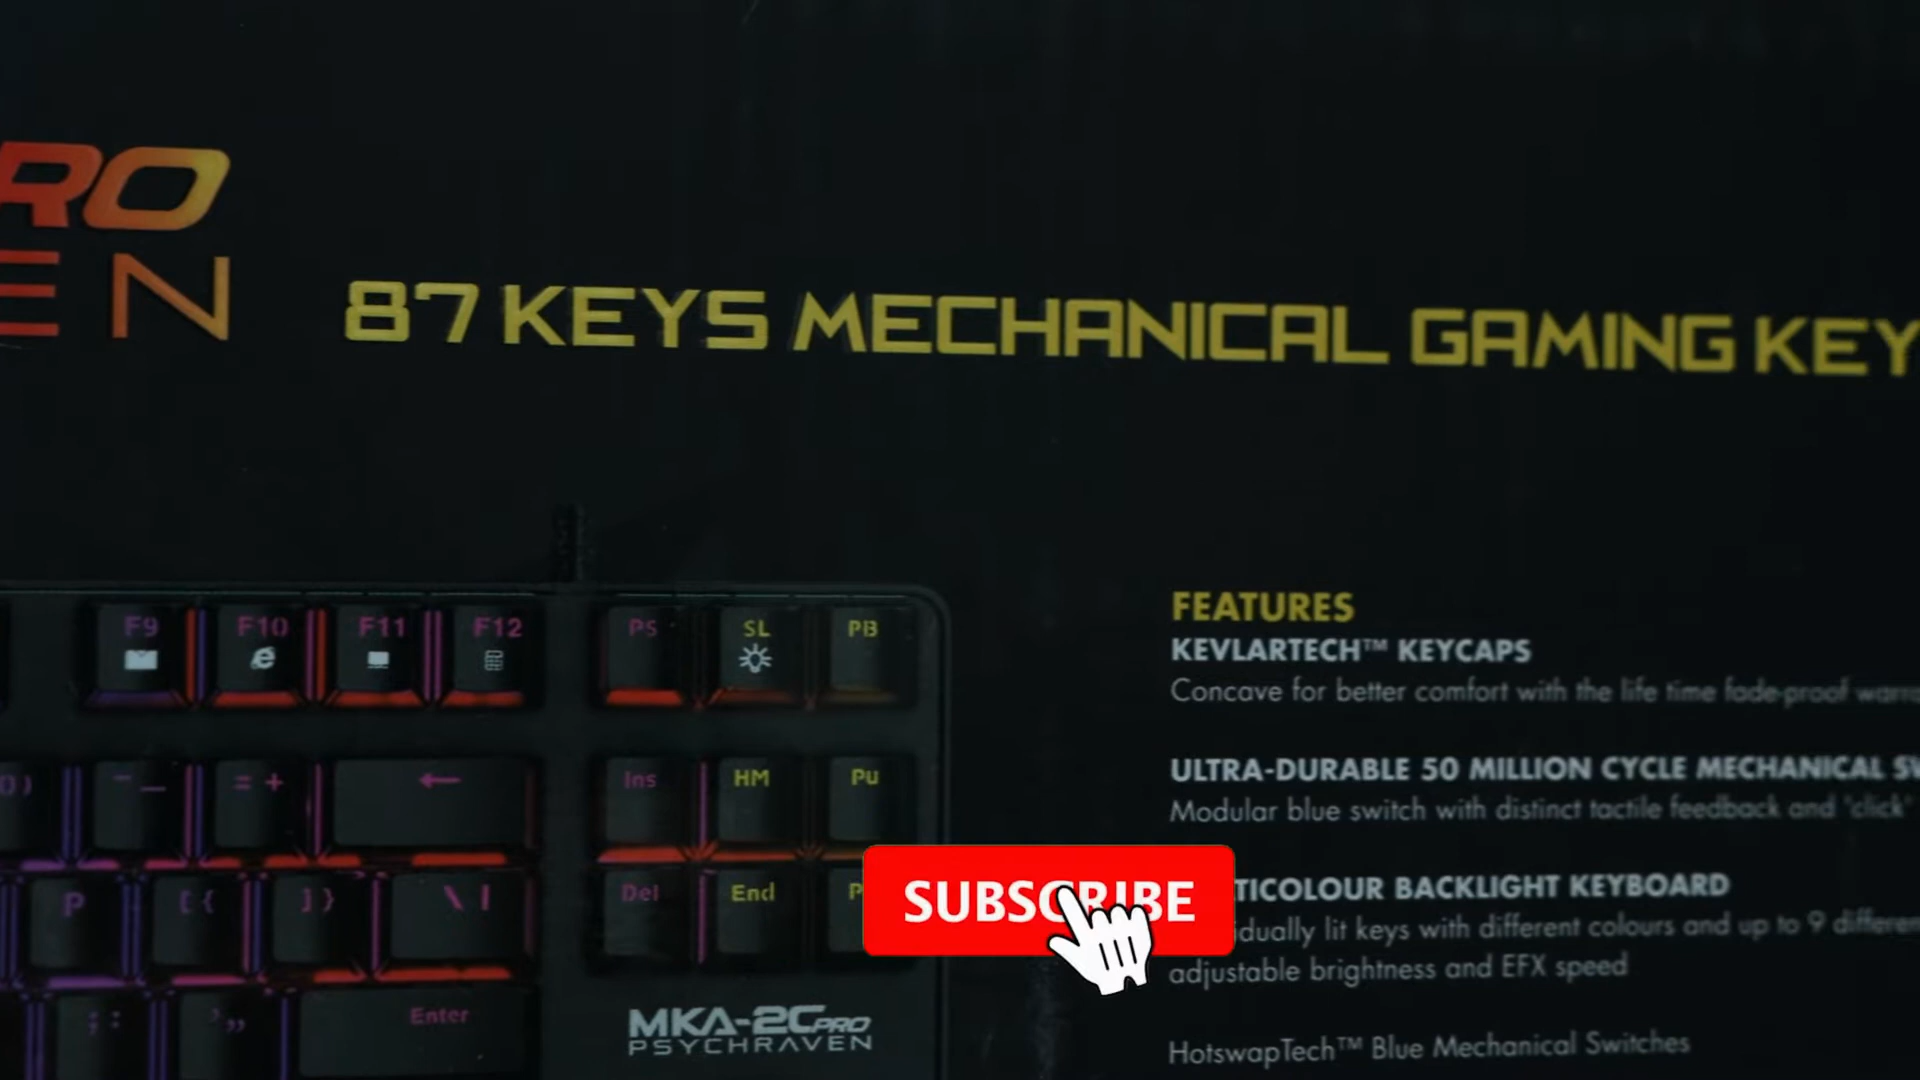 RO
EN
87 KEYS MECHANICAL GAMING KEY
F9 F10 F11 F12 PS SL PB
= + ← Ins HM Pu
P [ { ] } \ | Del End P
; : ' " Enter
MKA-2C PRO
PSYCHRAVEN
FEATURES
KEVLARTECH™ KEYCAPS
Concave for better comfort with the life time fade-proof
ULTRA-DURABLE 50 MILLION CYCLE MECHANICAL
Modular blue switch with distinct tactile feedback and "click"
TICOLOUR BACKLIGHT KEYBOARD
idually lit keys with different colours and up to 9
adjustable brightness and EFX speed
HotswapTech™ Blue Mechanical Switches
SUBSCRIBE